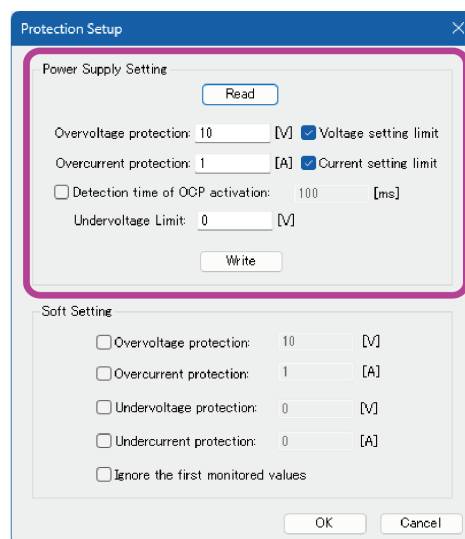 Protection Setup
Power Supply Setting
Read
Overvoltage protection: 10 [V] Voltage setting limit
Overcurrent protection: 1 [A] Current setting limit
Detection time of OCP activation: 100 [ms]
Undervoltage Limit: 0 [V]
Write
Soft Setting
Overvoltage protection: 10 [V]
Overcurrent protection: 1 [A]
Undervoltage protection: 0 [V]
Undercurrent protection: 0 [A]
Ignore the first monitored values
OK Cancel